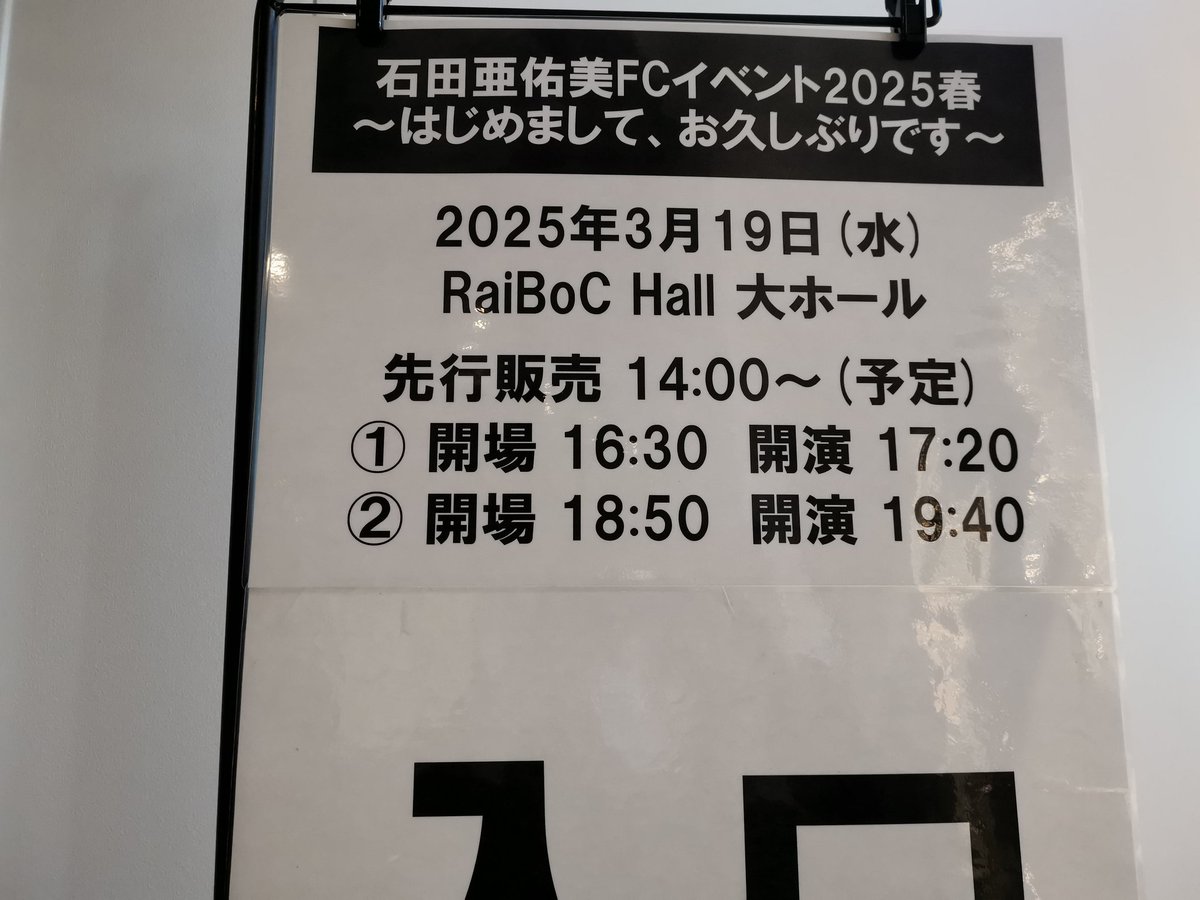 石田亜佑美FCイベント2025春
～はじめまして、お久しぶりです～
2025年3月19日(水)
RaiBoC Hall 大ホール
先行販売 14:00～(予定)
① 開場 16:30 開演 17:20
② 開場 18:50 開演 19:40
入口